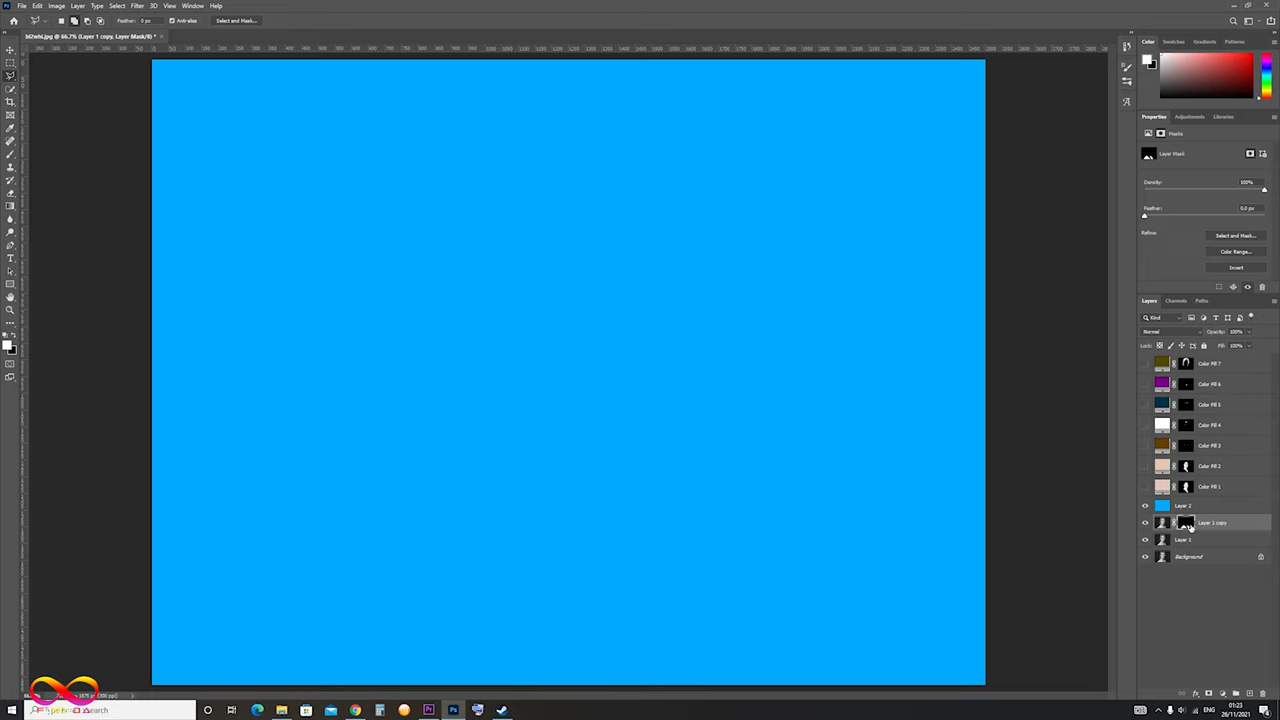 File Edit Image Layer Type Select Filter 3D View Window Help
Feather: 0 px Anti-alias Select and Mask...
bl2whi.jpg @ 66.7% (Layer 1 copy, Layer Mask/8) *
Color Swatches Gradients Patterns
Properties Adjustments Libraries
Masks
Layer Mask
Density: 100%
Feather: 0.0 px
Refine: Select and Mask...
Color Range...
Invert
Layers Channels Paths
Kind
Normal Opacity: 100%
Lock: Fill: 100%
Color Fill 7
Color Fill 6
Color Fill 5
Color Fill 4
Color Fill 3
Color Fill 2
Color Fill 1
Layer 2
Layer 1 copy
Layer 1
Background
search
ENG
01:23
26/11/2021